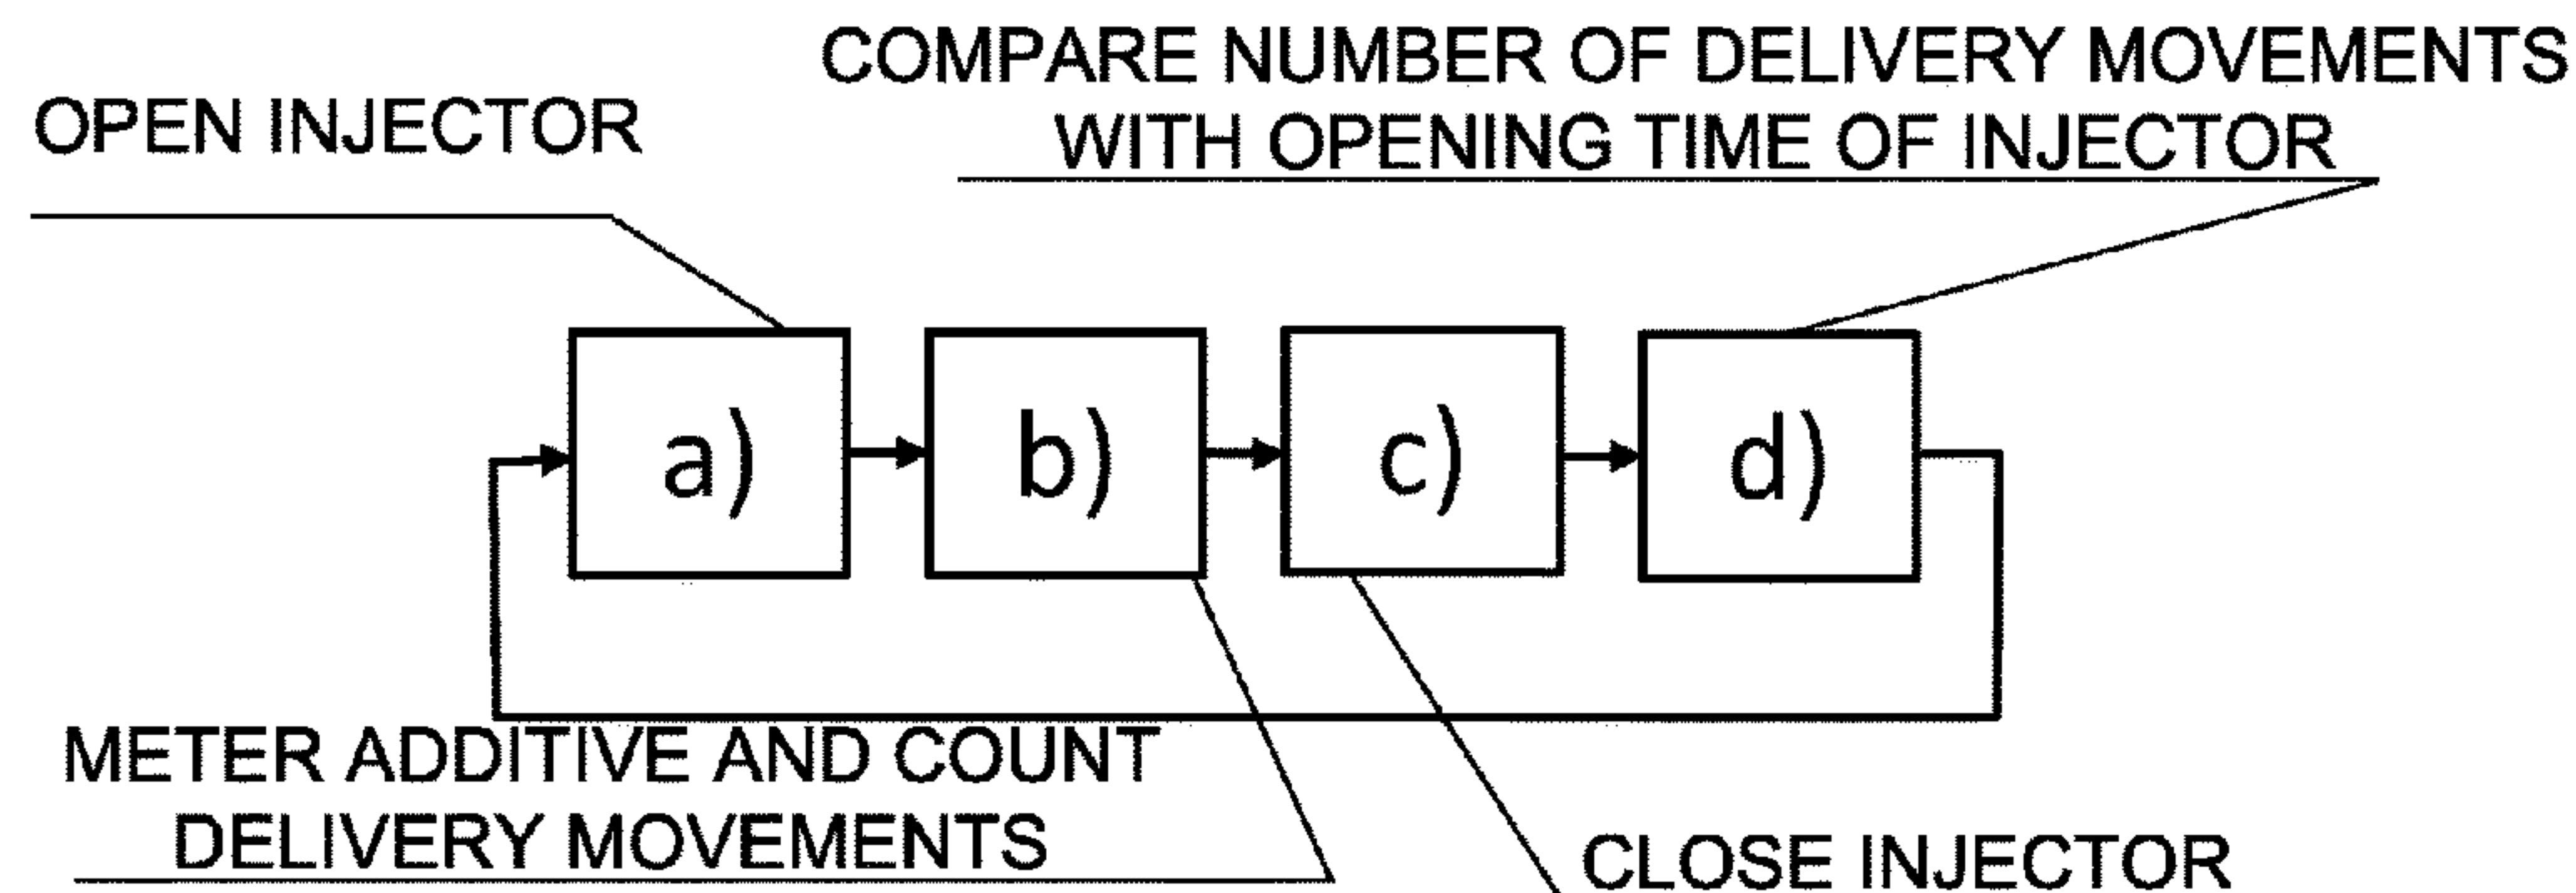 COMPARE NUMBER OF DELIVERY MOVEMENTS
WITH OPENING TIME OF INJECTOR
OPEN INJECTOR
a)
b)
c)
d)
METER ADDITIVE AND COUNT
DELIVERY MOVEMENTS
CLOSE INJECTOR